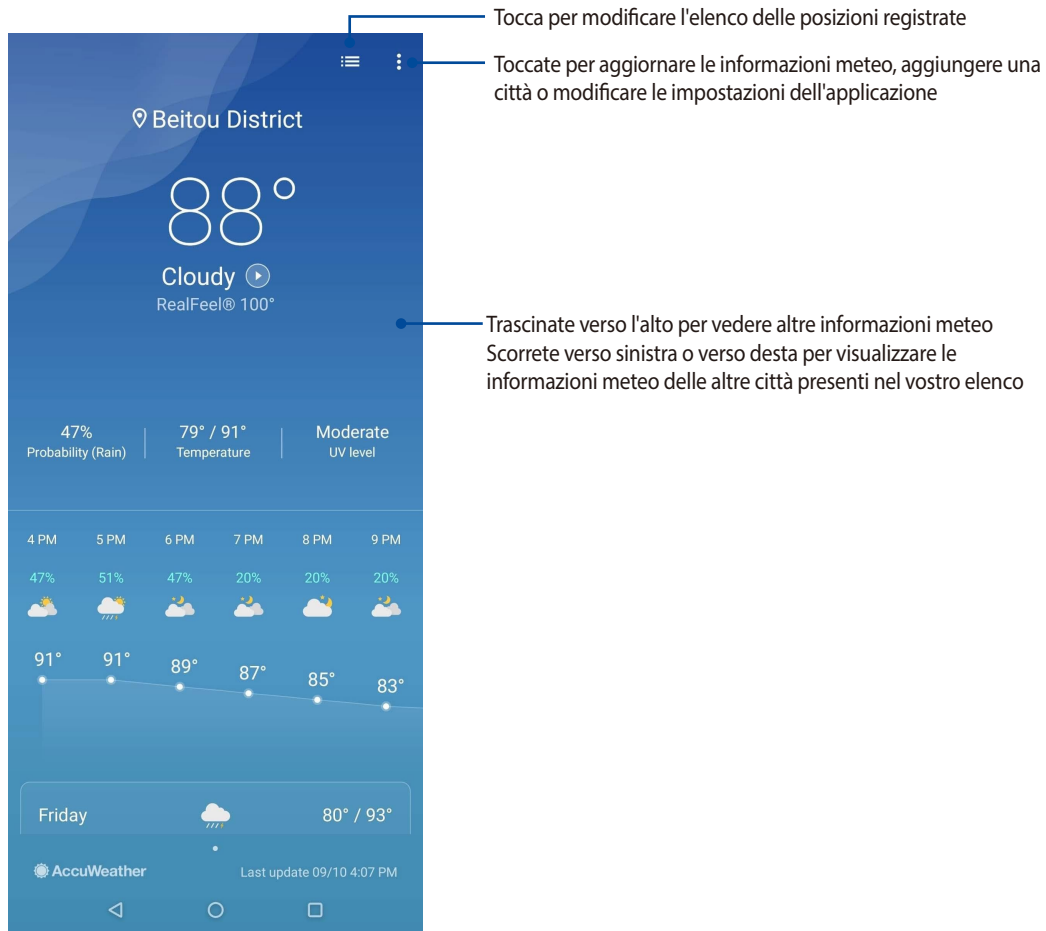 Tocca per modificare l'elenco delle posizioni registrate
Toccate per aggiornare le informazioni meteo, aggiungere una
città o modificare le impostazioni dell'applicazione
Beitou District
88°
Cloudy
RealFeel® 100°
Trascinate verso l'alto per vedere altre informazioni meteo
Scorrete verso sinistra o verso desta per visualizzare le
informazioni meteo delle altre città presenti nel vostro elenco
47% 79° / 91° Moderate
Probability (Rain) Temperature UV level
4 PM 5 PM 6 PM 7 PM 8 PM 9 PM
47% 51% 47% 20% 20% 20%
91° 91° 89° 87° 85° 83°
Friday 80° / 93°
AccuWeather Last update 09/10 4:07 PM